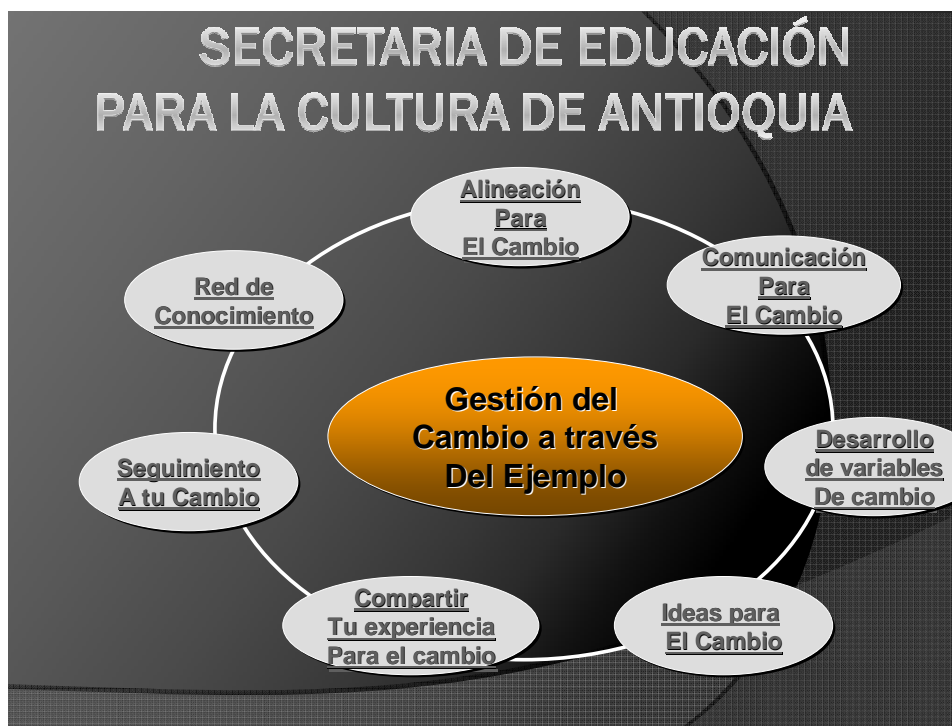 SECRETARIA DE EDUCACIÓN
PARA LA CULTURA DE ANTIOQUIA
Alineación
Para
El Cambio
Comunicación
Para
El Cambio
Desarrollo
de variables
De cambio
Ideas para
El Cambio
Compartir
Tu experiencia
Para el cambio
Seguimiento
A tu Cambio
Red de
Conocimiento
Gestión del
Cambio a través
Del Ejemplo